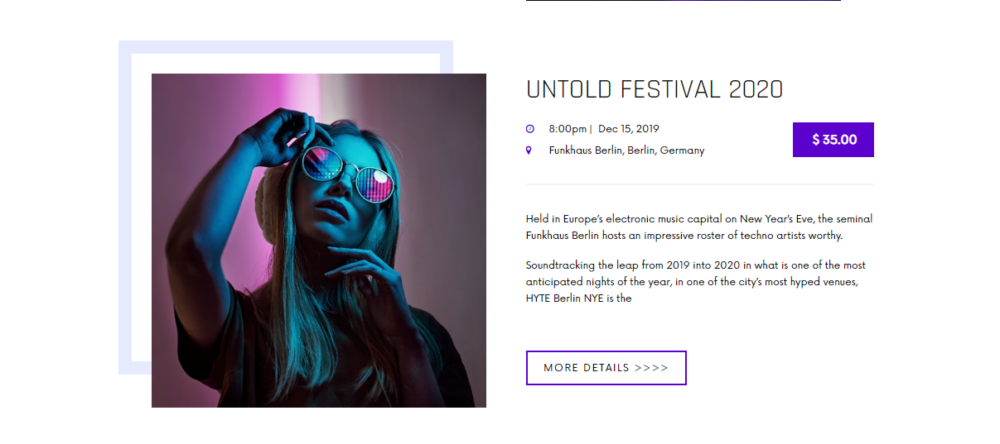 UNTOLD FESTIVAL 2020
8:00pm | Dec 15, 2019
$ 35.00
Funkhaus Berlin, Berlin, Germany
Held in Europe's electronic music capital on New Year's Eve, the seminal
Funkhaus Berlin hosts an impressive roster of techno artists worthy.
Soundtracking the leap from 2019 into 2020 in what is one of the most
anticipated nights of the year, in one of the city's most hyped venues,
HYTE Berlin NYE is the
MORE DETAILS >>>>